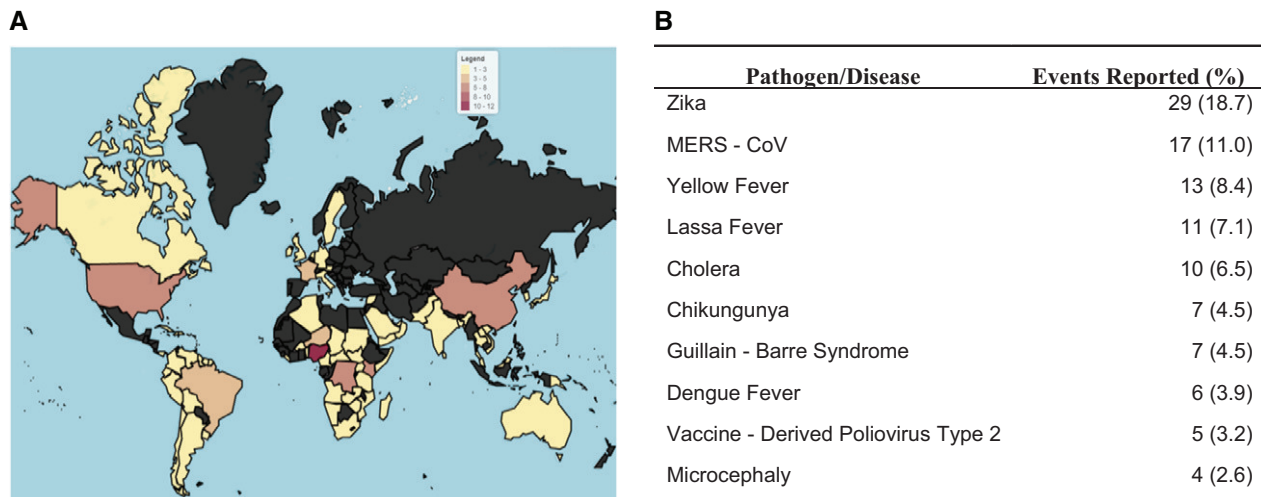 A
Legend
1 - 3
3 - 5
5 - 8
8 - 10
10 - 12
B
Pathogen/Disease Events Reported (%)
Zika 29 (18.7)
MERS - CoV 17 (11.0)
Yellow Fever 13 (8.4)
Lassa Fever 11 (7.1)
Cholera 10 (6.5)
Chikungunya 7 (4.5)
Guillain - Barre Syndrome 7 (4.5)
Dengue Fever 6 (3.9)
Vaccine - Derived Poliovirus Type 2 5 (3.2)
Microcephaly 4 (2.6)